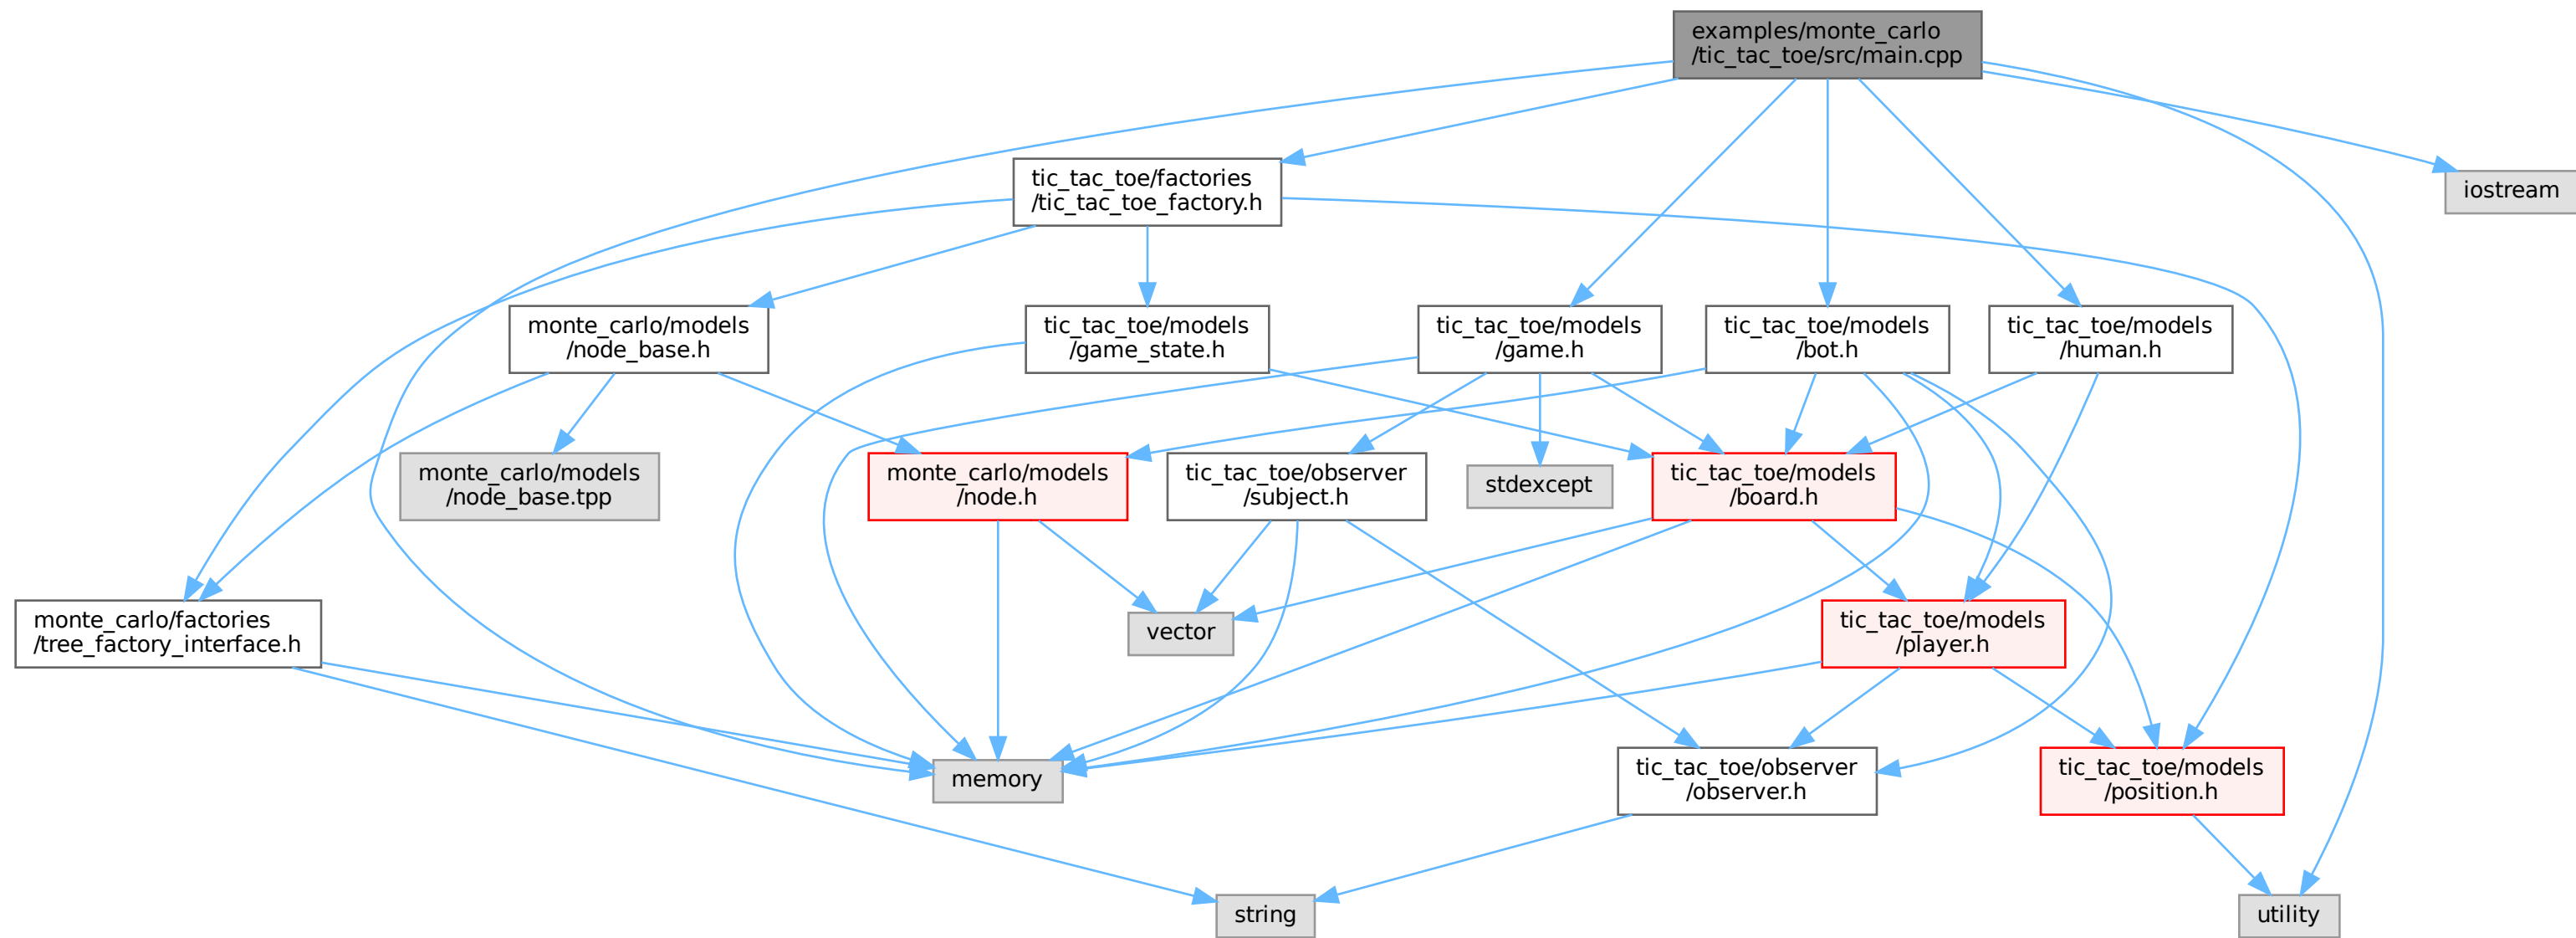 examples/monte_carlo
/tic_tac_toe/src/main.cpp
tic_tac_toe/factories
/tic_tac_toe_factory.h
iostream
monte_carlo/models
/node_base.h
tic_tac_toe/models
/game_state.h
tic_tac_toe/models
/game.h
tic_tac_toe/models
/bot.h
tic_tac_toe/models
/human.h
monte_carlo/models
/node_base.tpp
monte_carlo/models
/node.h
tic_tac_toe/observer
/subject.h
stdexcept
tic_tac_toe/models
/board.h
monte_carlo/factories
/tree_factory_interface.h
vector
tic_tac_toe/models
/player.h
memory
tic_tac_toe/observer
/observer.h
tic_tac_toe/models
/position.h
string
utility